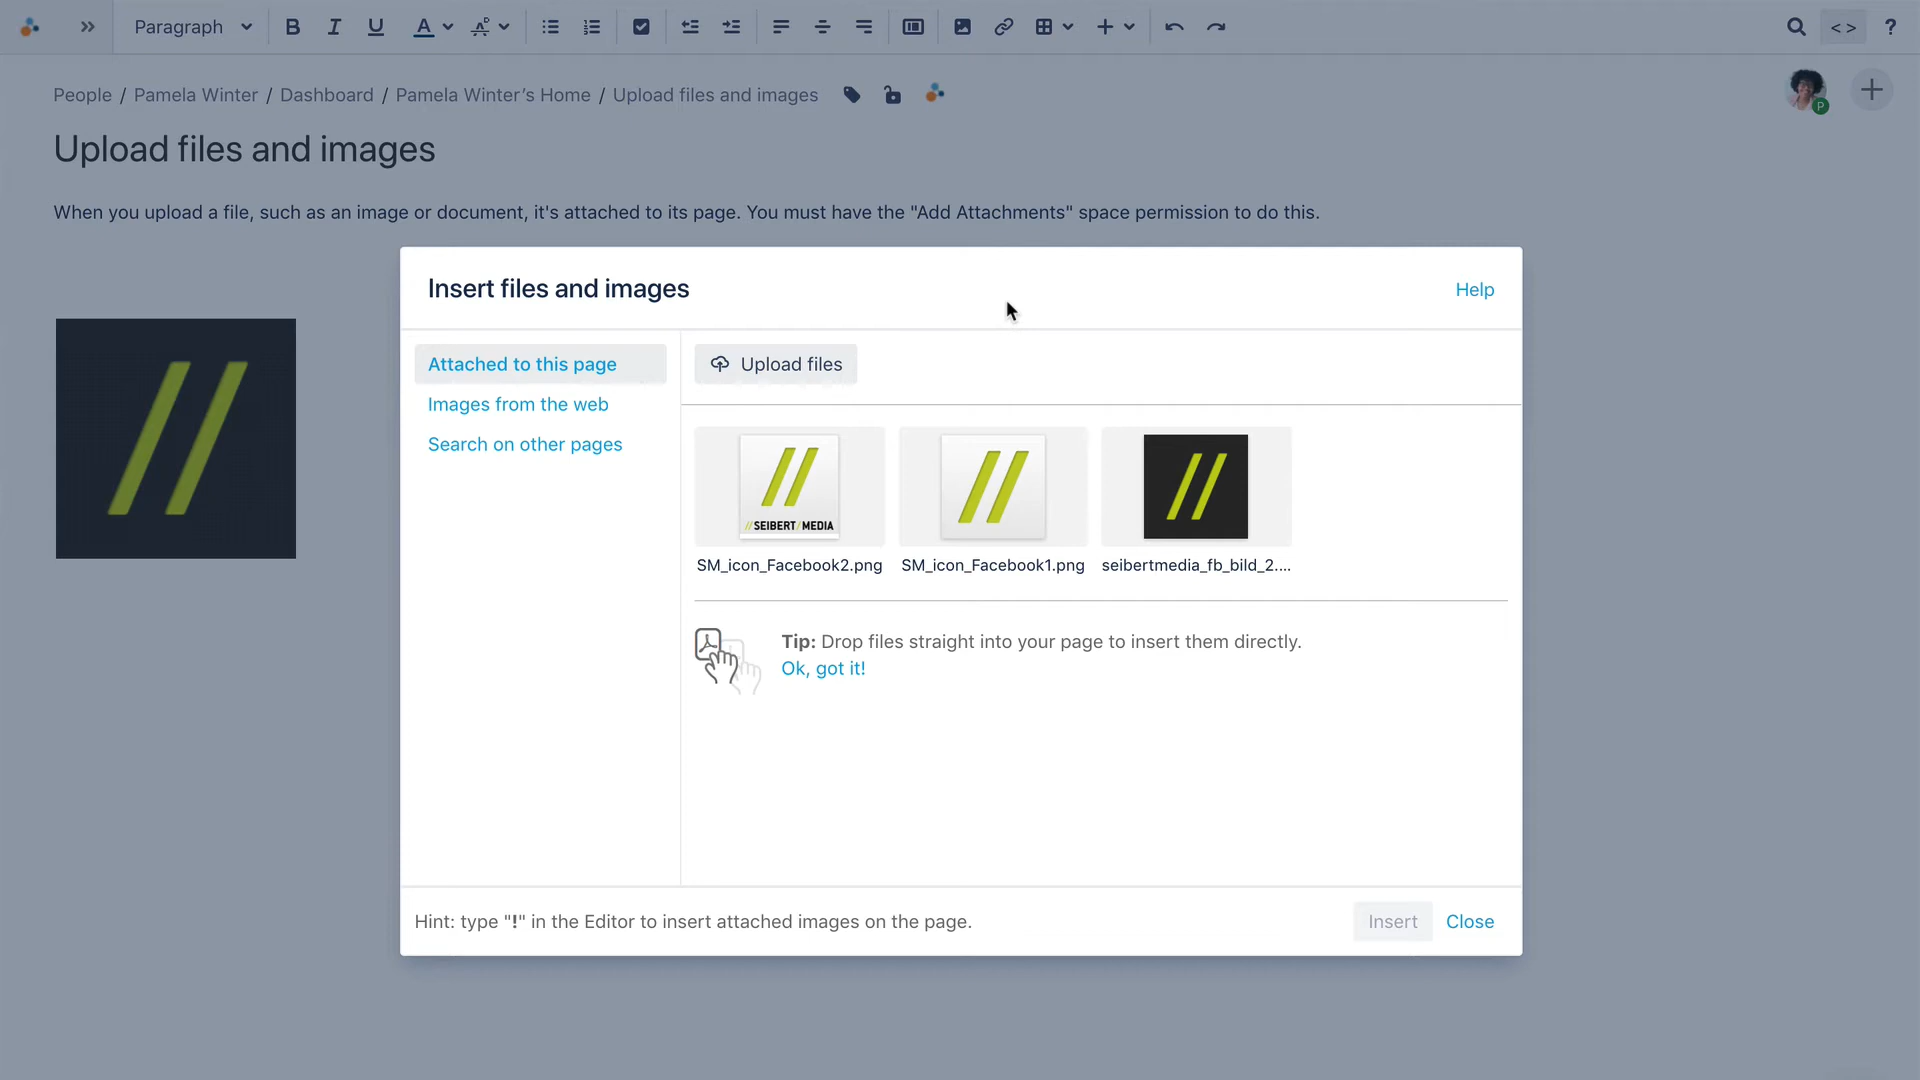 Paragraph
People / Pamela Winter / Dashboard / Pamela Winter’s Home / Upload files and images
Upload files and images
When you upload a file, such as an image or document, it's attached to its page. You must have the "Add Attachments" space permission to do this.
Insert files and images
Help
Attached to this page
Images from the web
Search on other pages
Upload files
//SEIBERT/MEDIA
SM_icon_Facebook2.png
SM_icon_Facebook1.png
seibertmedia_fb_bild_2....
Tip: Drop files straight into your page to insert them directly.
Ok, got it!
Hint: type "!" in the Editor to insert attached images on the page.
Insert
Close